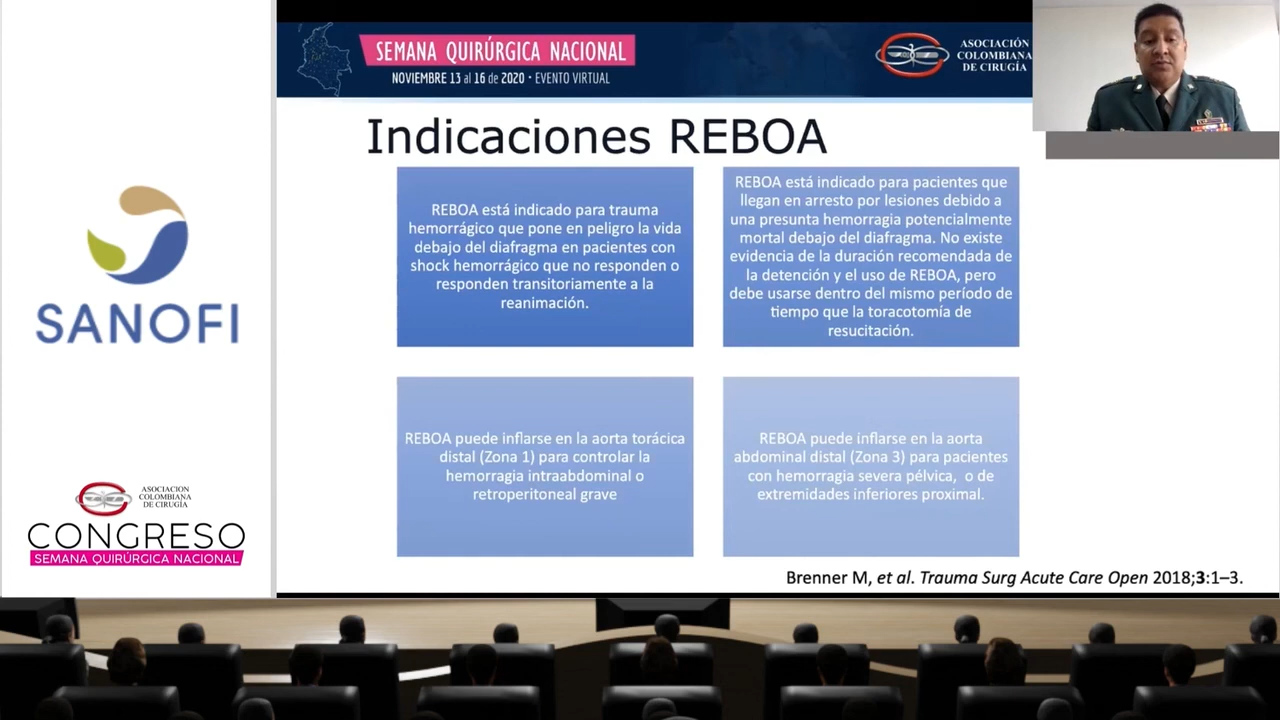 SEMANA QUIRÚRGICA NACIONAL
NOVIEMBRE 13 al 16 de 2020 • EVENTO VIRTUAL
ASOCIACIÓN
COLOMBIANA
DE CIRUGÍA
Indicaciones REBOA
REBOA está indicado para trauma
hemorrágico que pone en peligro la vida
debajo del diafragma en pacientes con
shock hemorrágico que no responden o
responden transitoriamente a la
reanimación.
REBOA está indicado para pacientes que
llegan en arresto por lesiones debido a
una presunta hemorragia potencialmente
mortal debajo del diafragma. No existe
evidencia de la duración recomendada de
la detención y el uso de REBOA, pero
debe usarse dentro del mismo período de
tiempo que la toracotomía de
resucitación.
REBOA puede inflarse en la aorta torácica
distal (Zona 1) para controlar la
hemorragia intraabdominal o
retroperitoneal grave
REBOA puede inflarse en la aorta
abdominal distal (Zona 3) para pacientes
con hemorragia severa pélvica, o de
extremidades inferiores proximal.
Brenner M, et al. Trauma Surg Acute Care Open 2018;3:1–3.
SANOFI
ASOCIACIÓN
COLOMBIANA
DE CIRUGÍA
CONGRESO
SEMANA QUIRÚRGICA NACIONAL